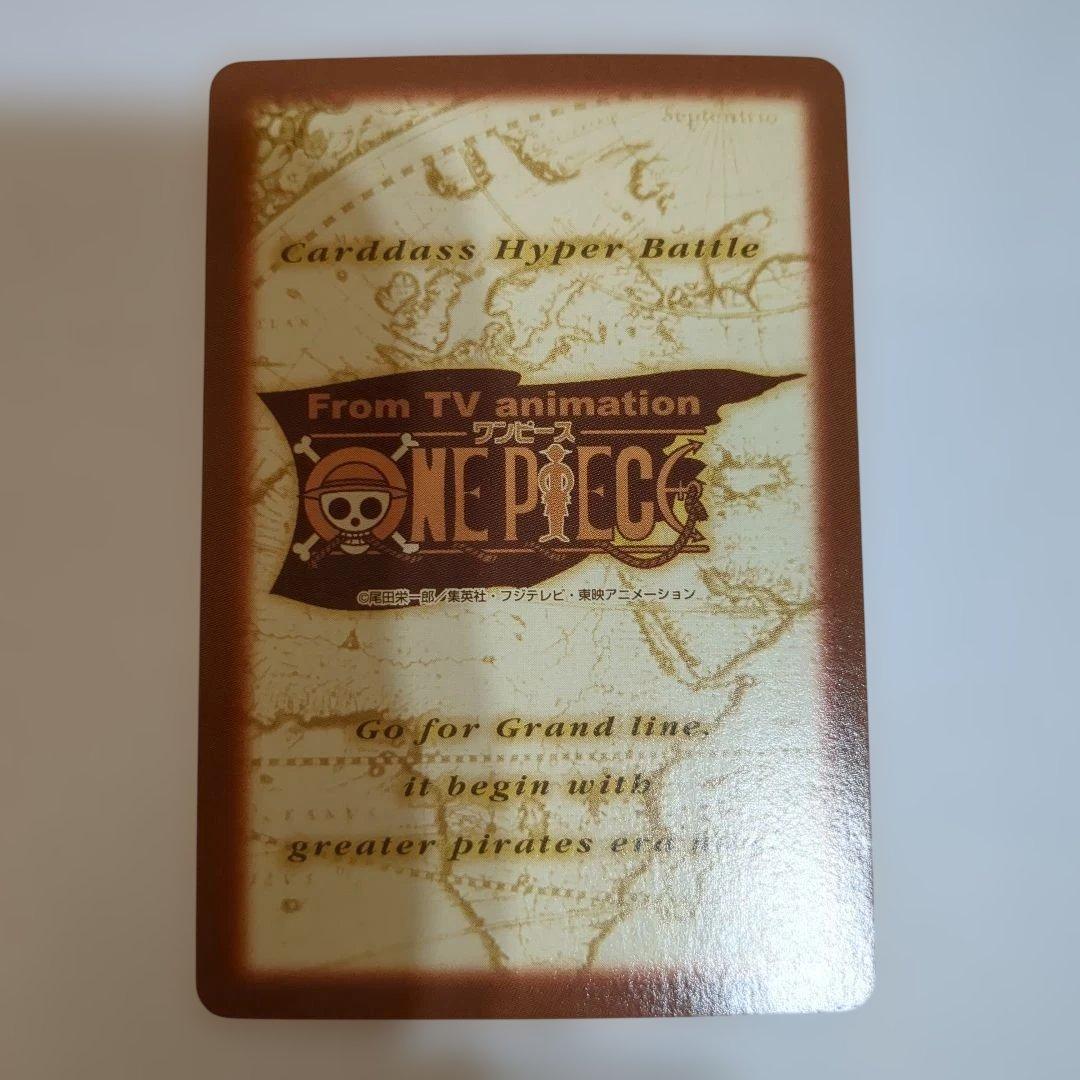 Septentrio
Carddass Hyper Battle
From TV animation
ワンピース
ONE PIECE
©尾田栄一郎/集英社・フジテレビ・東映アニメーション
Go for Grand line,
it begin with
greater pirates era